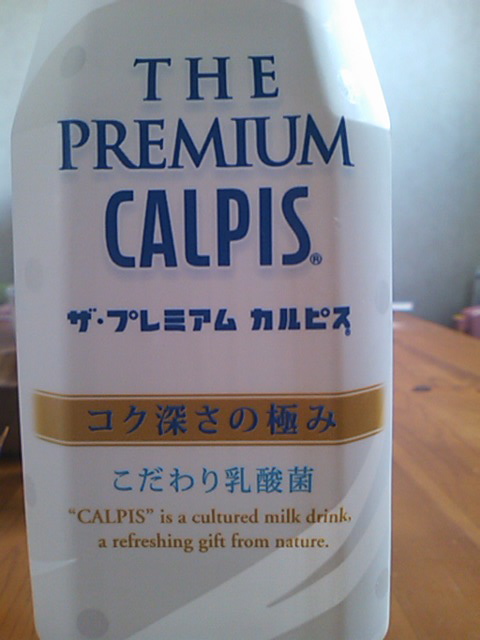 THE
PREMIUM
CALPIS®
ザ・プレミアム カルピス®
コク深さの極み
こだわり乳酸菌
"CALPIS" is a cultured milk drink,
a refreshing gift from nature.